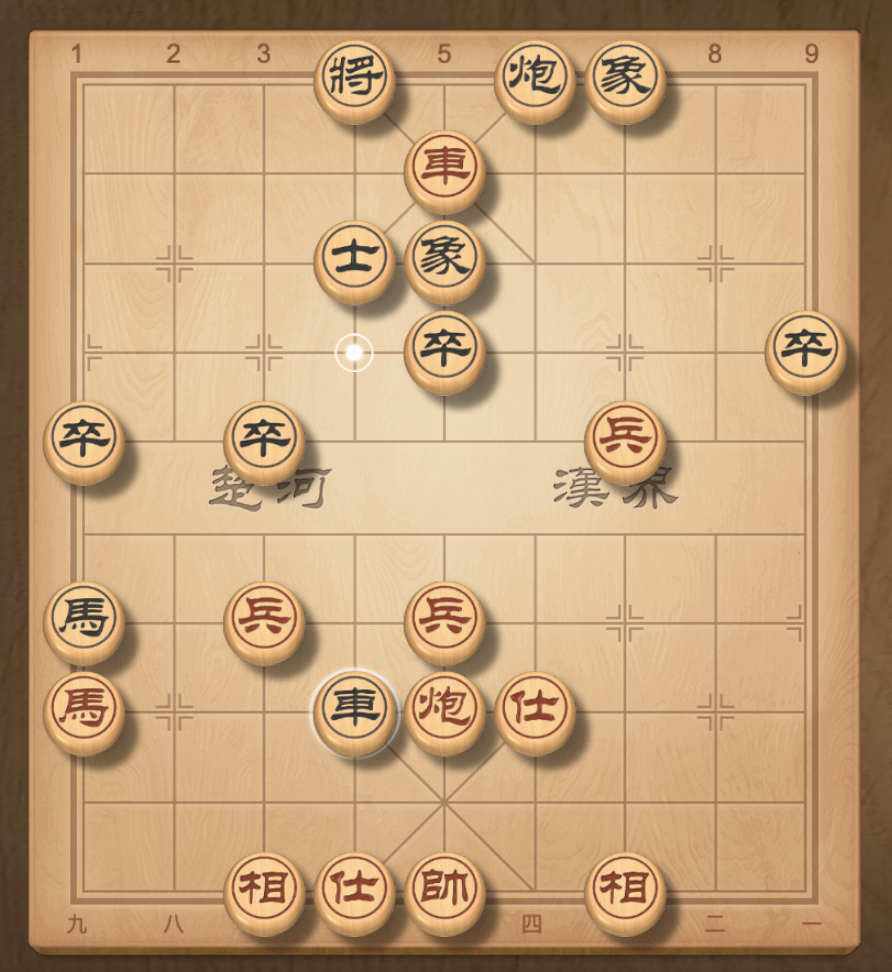 1 2 3 5 8 9
將 炮 象
車
士 象
卒 卒
卒 卒 兵
楚河 漢界
馬 兵 兵
馬 車 炮 仕
相 仕 帥 相
九 八 四 二 一